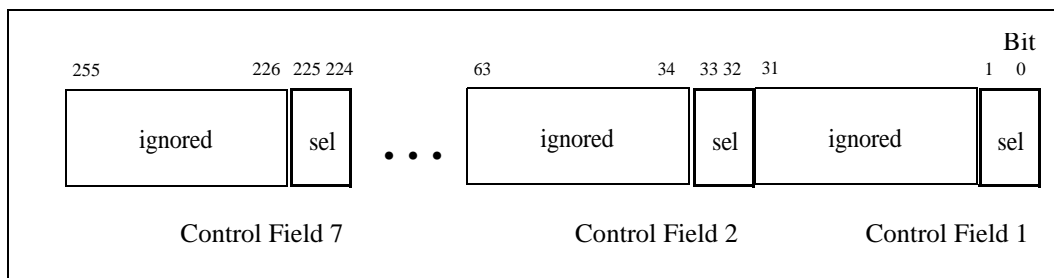 Bit
255 226 225 224 63 34 33 32 31 1 0
ignored sel . . . ignored sel ignored sel
Control Field 7 Control Field 2 Control Field 1